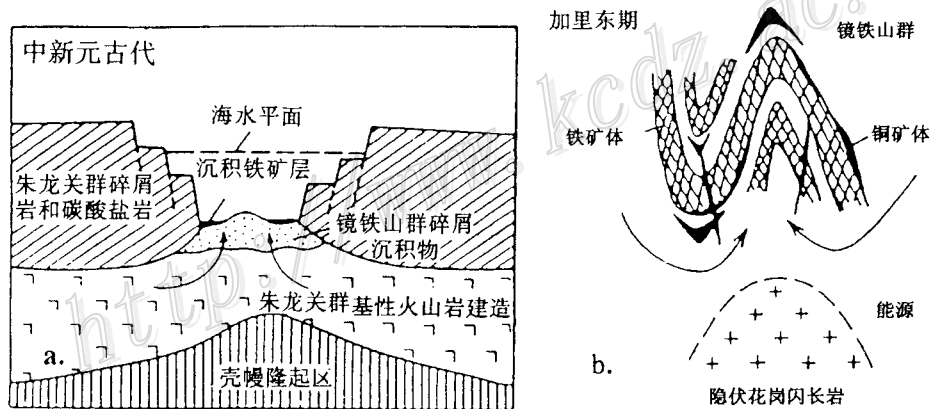 中新元古代
海水平面
沉积铁矿层
朱龙关群碎屑
岩和碳酸盐岩
镜铁山群碎屑
沉积物
朱龙关群基性火山岩建造
a.
壳幔隆起区
加里东期
镜铁山群
铁矿体
铜矿体
能源
b.
隐伏花岗闪长岩
http://www.kcdz.ac.